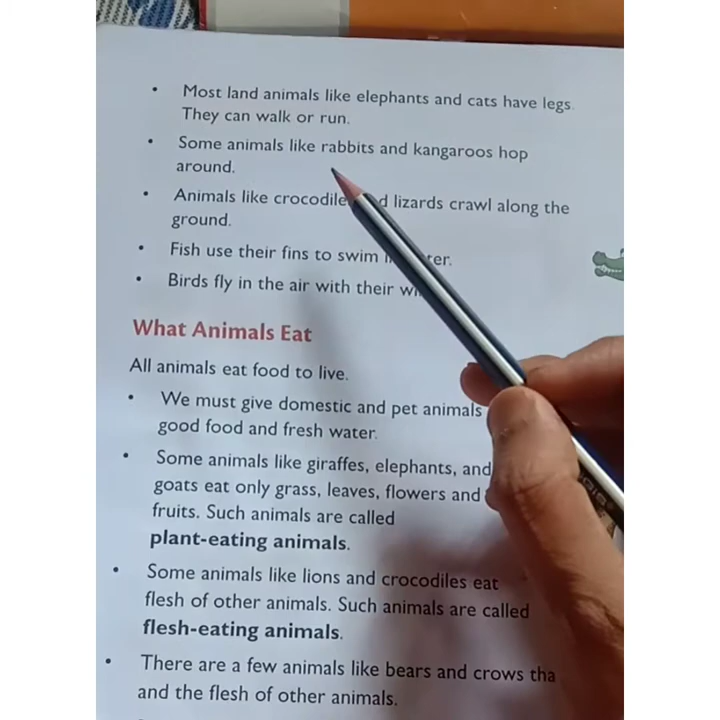 Most land animals like elephants and cats have legs.
They can walk or run.
Some animals like rabbits and kangaroos hop
around.
Animals like crocodile d lizards crawl along the
ground.
Fish use their fins to swim ter.
Birds fly in the air with their
What Animals Eat
All animals eat food to live.
We must give domestic and pet animals
good food and fresh water.
Some animals like giraffes, elephants, and
goats eat only grass, leaves, flowers and
fruits. Such animals are called
plant-eating animals.
Some animals like lions and crocodiles eat
flesh of other animals. Such animals are called
flesh-eating animals.
There are a few animals like bears and crows tha
and the flesh of other animals.